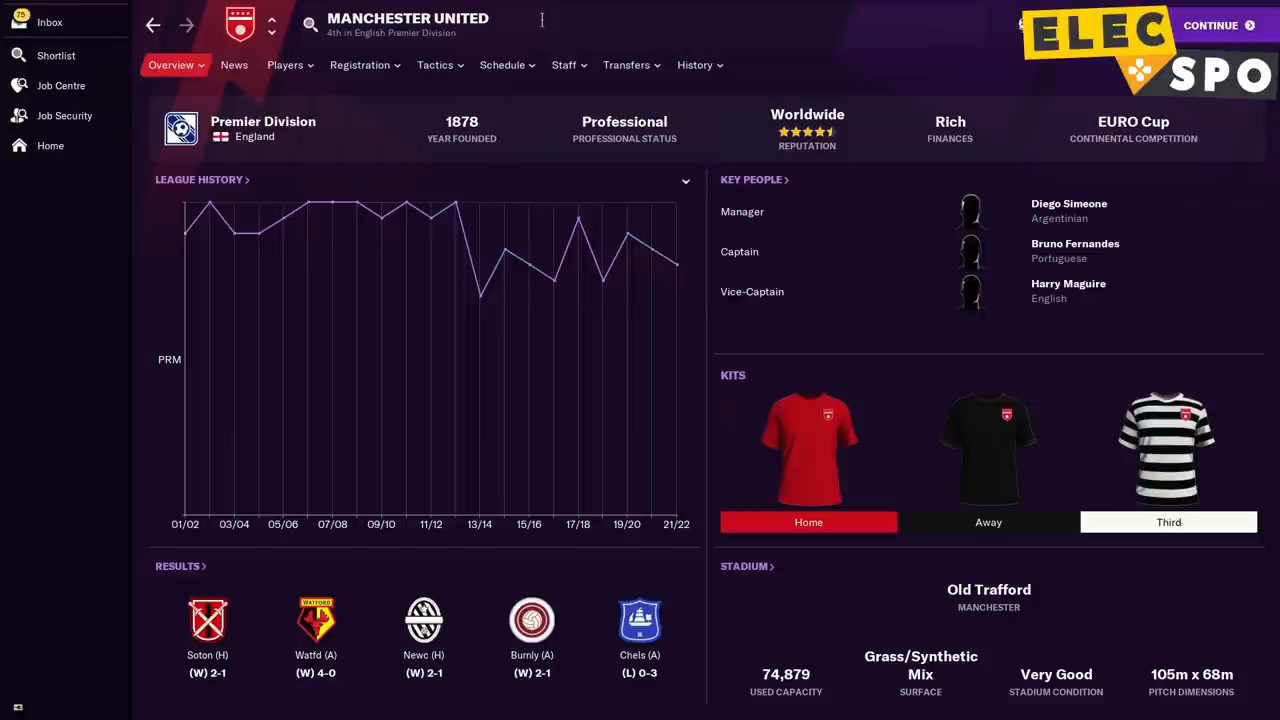 75
Inbox
MANCHESTER UNITED
4th in English Premier Division
CONTINUE
ELEC
SPO
Shortlist
Job Centre
Job Security
Home
Overview
News
Players
Registration
Tactics
Schedule
Staff
Transfers
History
Premier Division
England
1878
YEAR FOUNDED
Professional
PROFESSIONAL STATUS
Worldwide
REPUTATION
Rich
FINANCES
EURO Cup
CONTINENTAL COMPETITION
LEAGUE HISTORY
PRM
01/02 03/04 05/06 07/08 09/10 11/12 13/14 15/16 17/18 19/20 21/22
KEY PEOPLE
Manager
Diego Simeone
Argentinian
Captain
Bruno Fernandes
Portuguese
Vice-Captain
Harry Maguire
English
KITS
Home Away Third
RESULTS
WATFORD
Soton (H) Watfd (A) Newc (H) Burnly (A) Chels (A)
(W) 2-1 (W) 4-0 (W) 2-1 (W) 2-1 (L) 0-3
STADIUM
Old Trafford
MANCHESTER
74,879
USED CAPACITY
Grass/Synthetic
Mix
SURFACE
Very Good
STADIUM CONDITION
105m x 68m
PITCH DIMENSIONS